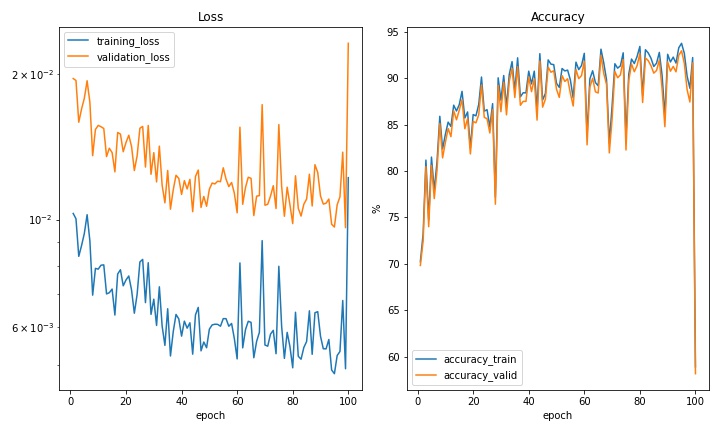 Loss
training_loss
validation_loss
2 × 10⁻²
10⁻²
6 × 10⁻³
0
20
40
60
80
100
epoch
Accuracy
95
90
85
80
75
70
65
60
%
accuracy_train
accuracy_valid
0
20
40
60
80
100
epoch